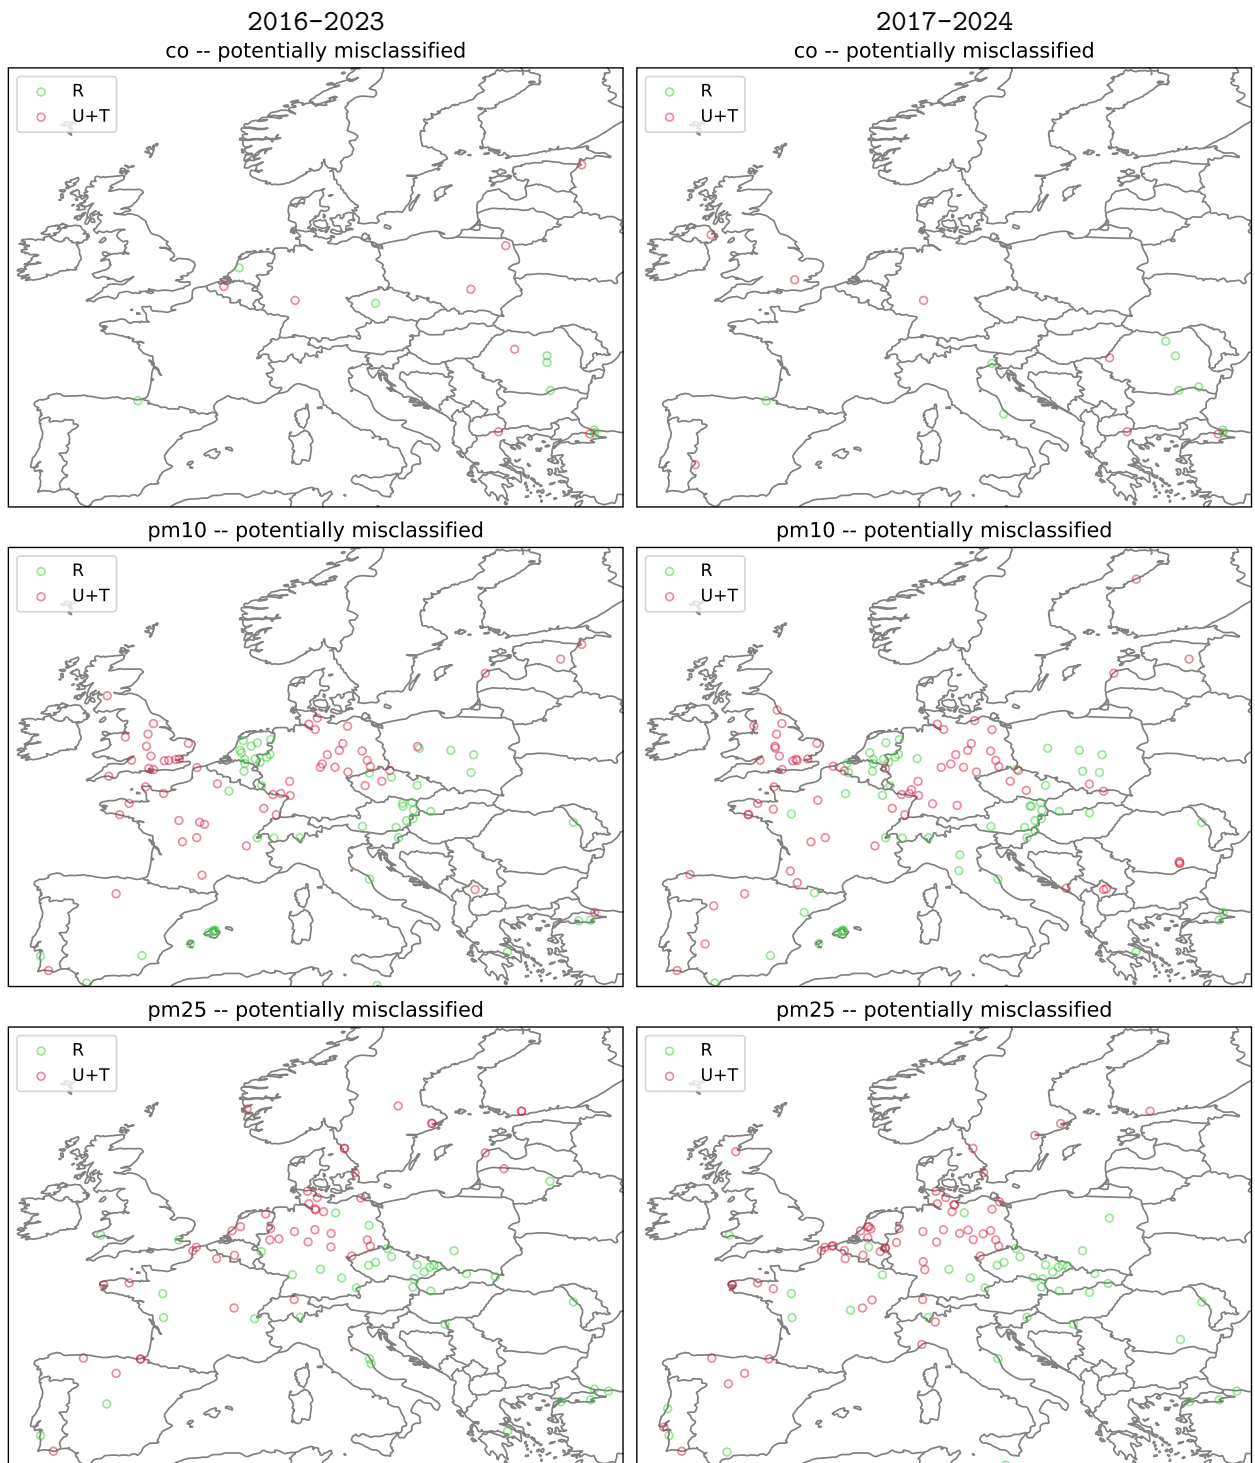 2016-2023
2017-2024
co -- potentially misclassified
co -- potentially misclassified
R
U+T
R
U+T
pm10 -- potentially misclassified
pm10 -- potentially misclassified
R
U+T
R
U+T
pm25 -- potentially misclassified
pm25 -- potentially misclassified
R
U+T
R
U+T